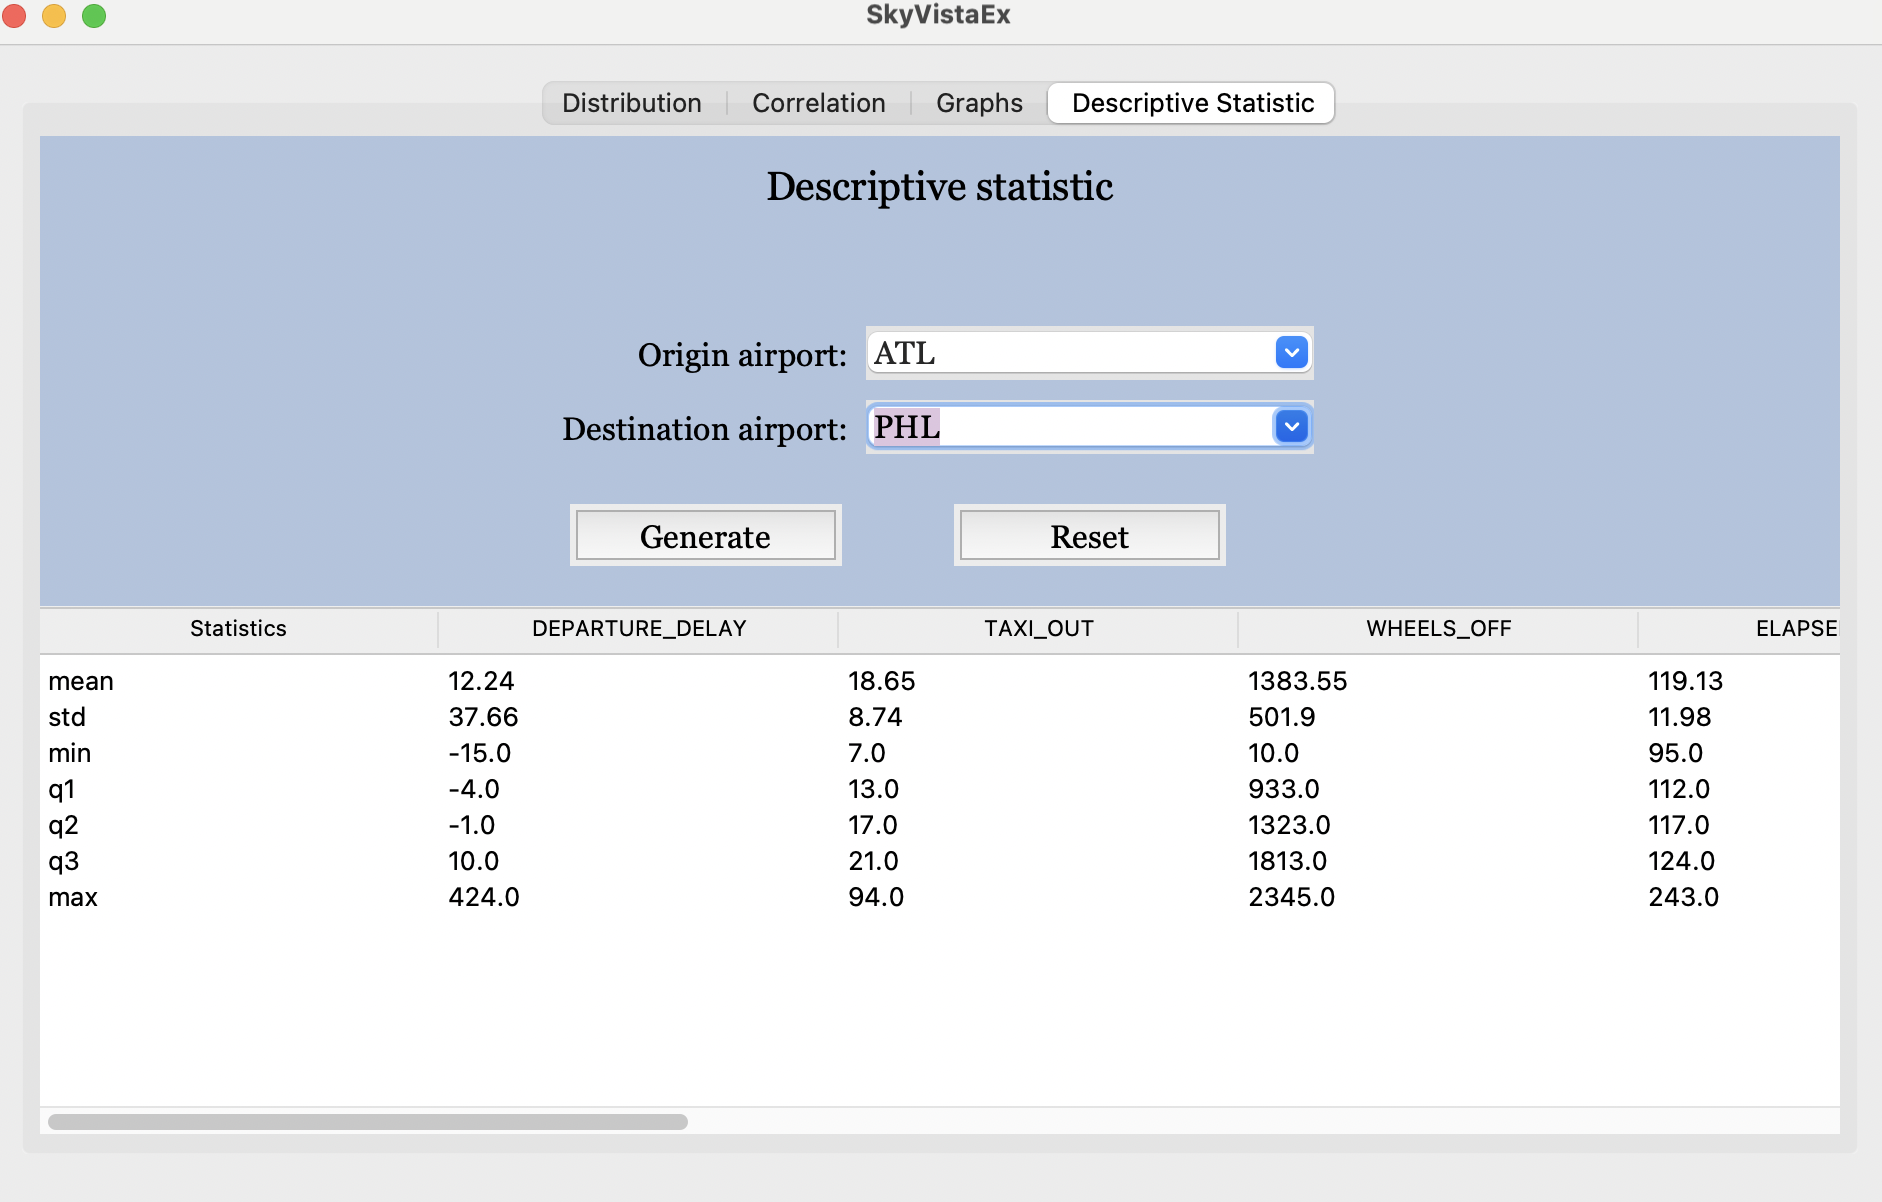 SkyVistaEx
Distribution Correlation Graphs Descriptive Statistic
Descriptive statistic
Origin airport: ATL
Destination airport: PHL
Generate Reset
Statistics DEPARTURE_DELAY TAXI_OUT WHEELS_OFF ELAPSE
mean 12.24 18.65 1383.55 119.13
std 37.66 8.74 501.9 11.98
min -15.0 7.0 10.0 95.0
q1 -4.0 13.0 933.0 112.0
q2 -1.0 17.0 1323.0 117.0
q3 10.0 21.0 1813.0 124.0
max 424.0 94.0 2345.0 243.0